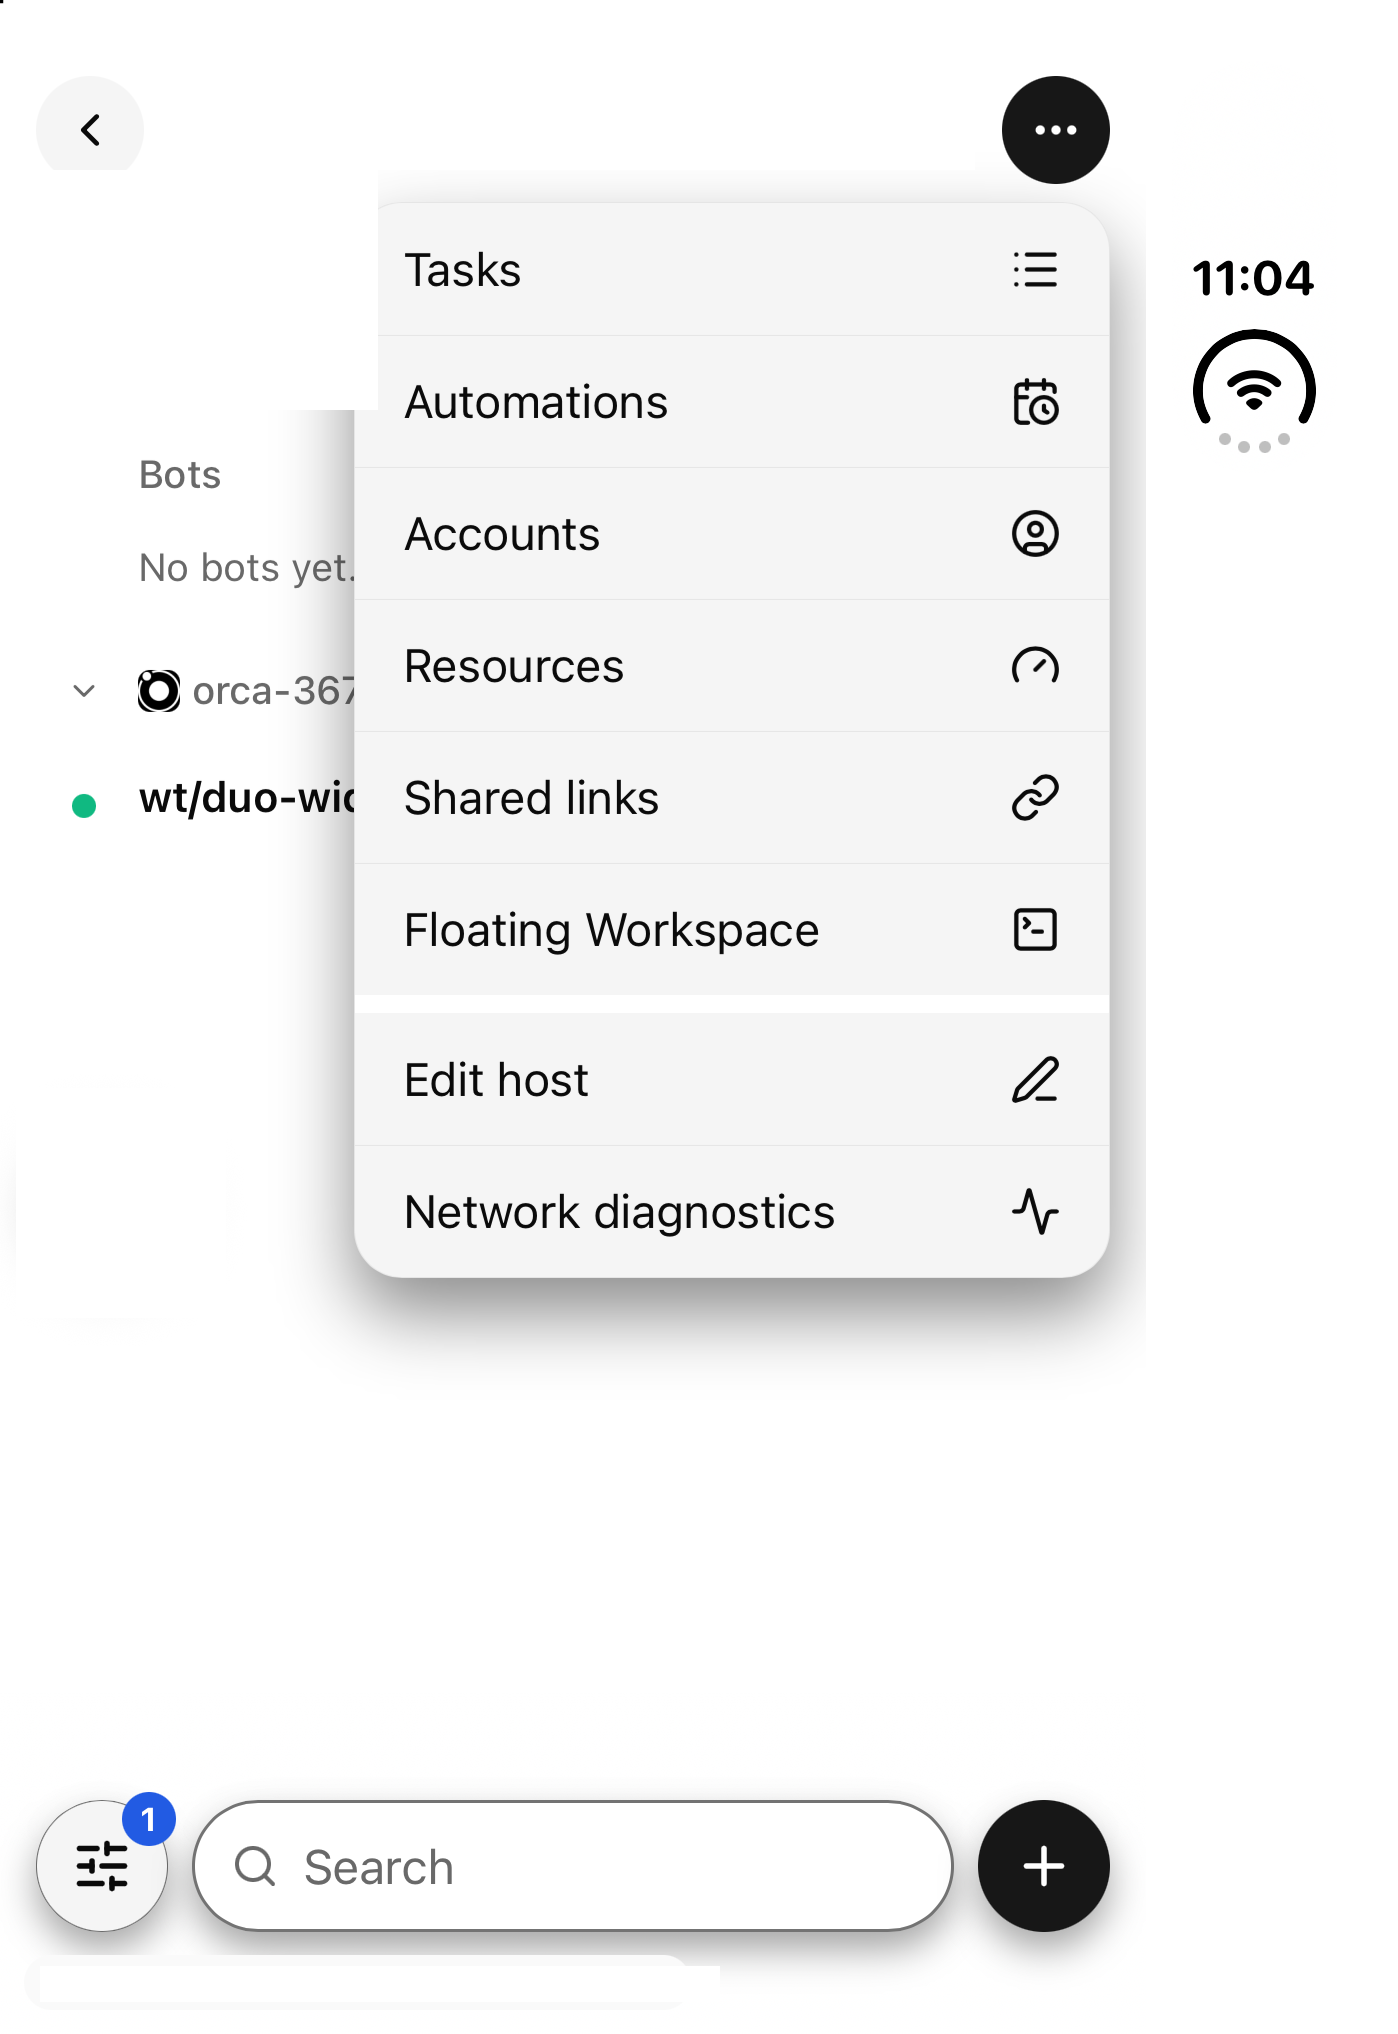 11:04
Tasks
Automations
Accounts
Resources
Shared links
Floating Workspace
Edit host
Network diagnostics
Bots
No bots yet.
orca-367
wt/duo-wid
1
Search